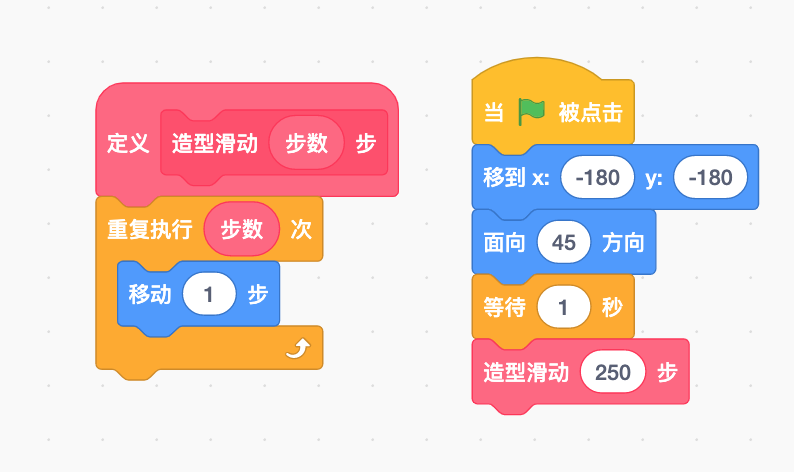 定义 造型滑动 步数 步
重复执行 步数 次
移动 1 步
当 被点击
移到 x: -180 y: -180
面向 45 方向
等待 1 秒
造型滑动 250 步